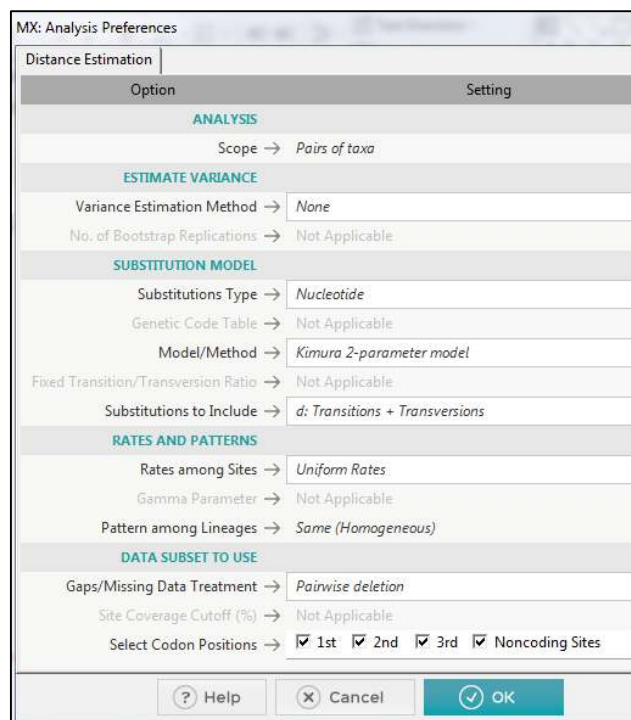 MX: Analysis Preferences
Distance Estimation
Option Setting
ANALYSIS
Scope → Pairs of taxa
ESTIMATE VARIANCE
Variance Estimation Method → None
No. of Bootstrap Replications → Not Applicable
SUBSTITUTION MODEL
Substitutions Type → Nucleotide
Genetic Code Table → Not Applicable
Model/Method → Kimura 2-parameter model
Fixed Transition/Transversion Ratio → Not Applicable
Substitutions to Include → d: Transitions + Transversions
RATES AND PATTERNS
Rates among Sites → Uniform Rates
Gamma Parameter → Not Applicable
Pattern among Lineages → Same (Homogeneous)
DATA SUBSET TO USE
Gaps/Missing Data Treatment → Pairwise deletion
Site Coverage Cutoff (%) → Not Applicable
Select Codon Positions → 1st 2nd 3rd Noncoding Sites
? Help Cancel OK